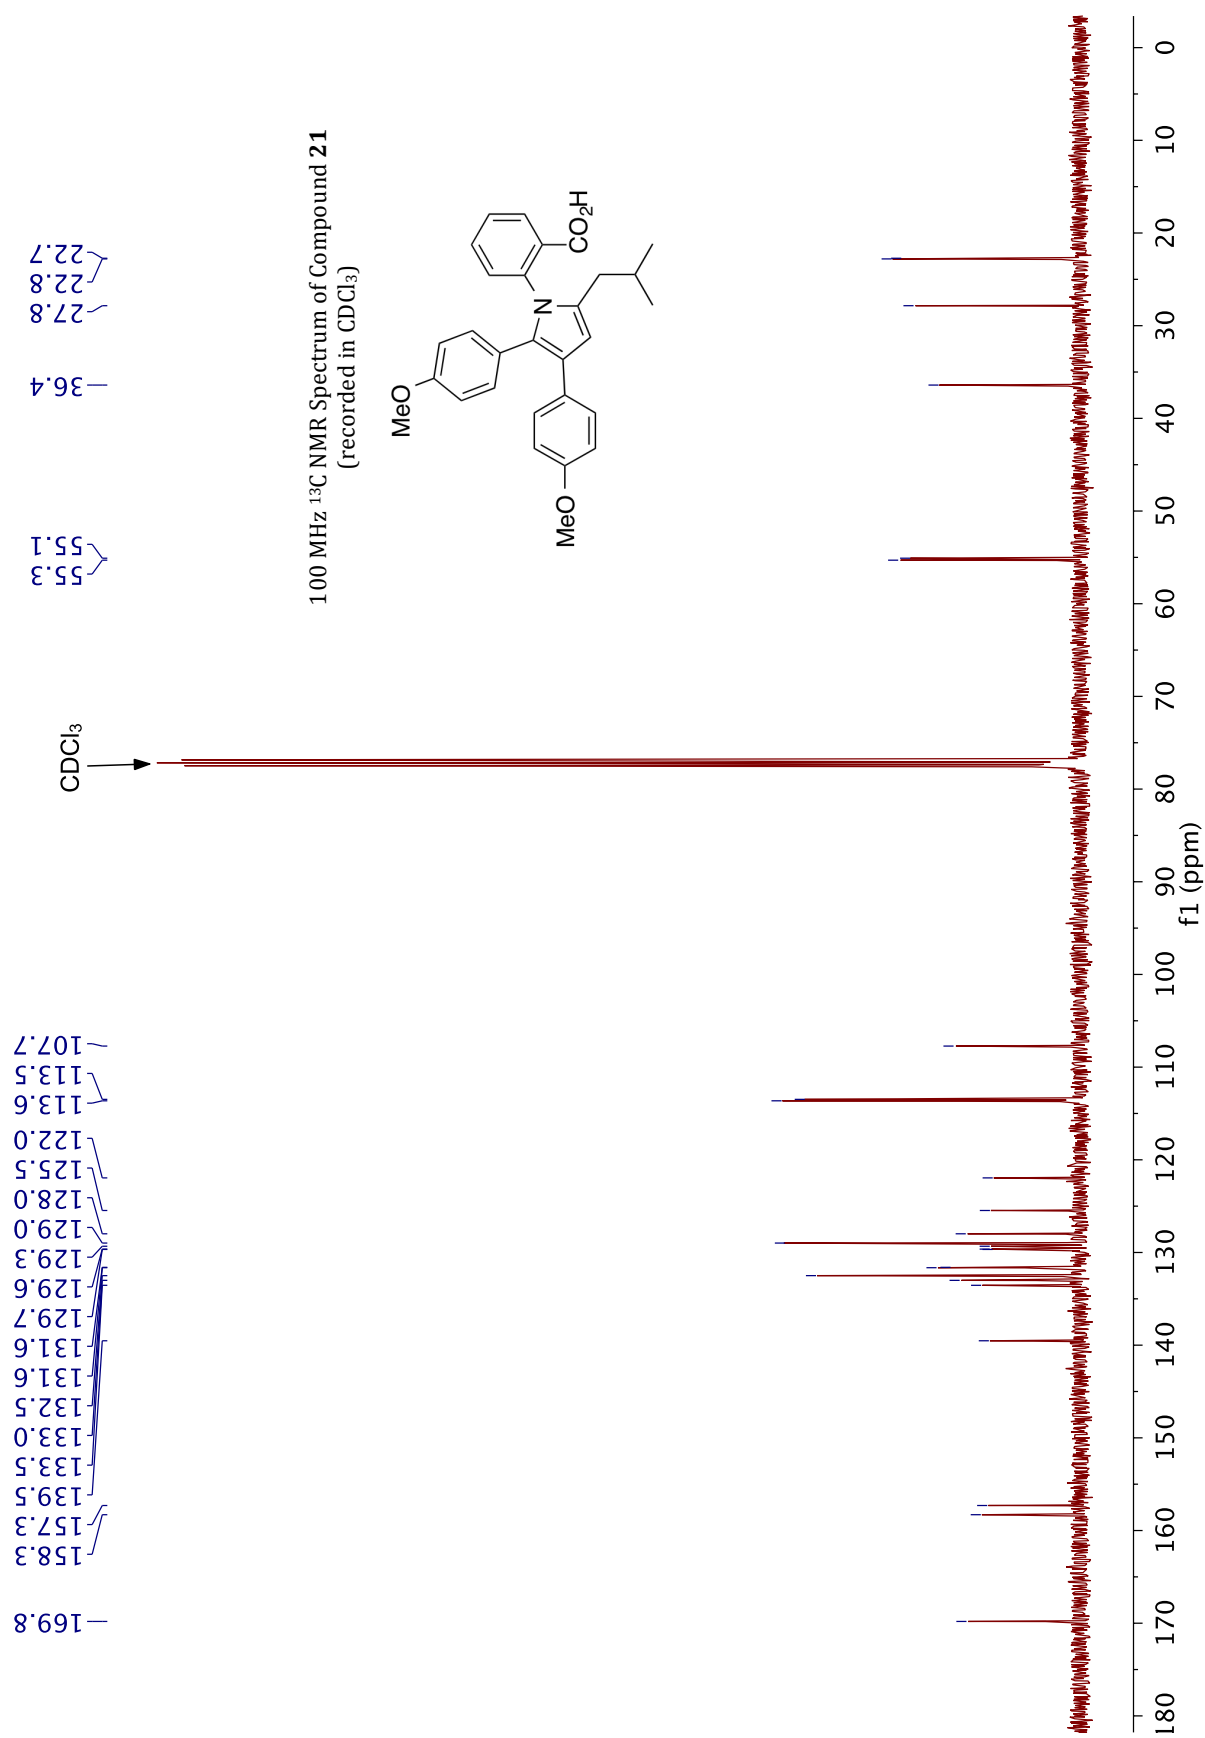 169.8
158.3
157.3
139.5
133.5
133.0
132.5
131.6
131.6
129.7
129.6
129.3
129.0
128.0
125.5
122.0
113.6
113.5
107.7
55.3
55.1
36.4
27.8
22.8
22.7
CDCl₃
100 MHz ¹³C NMR Spectrum of Compound 21
(recorded in CDCl₃)
MeO
MeO
N
CO₂H
180 170 160 150 140 130 120 110 100 90 80 70 60 50 40 30 20 10 0
f1 (ppm)